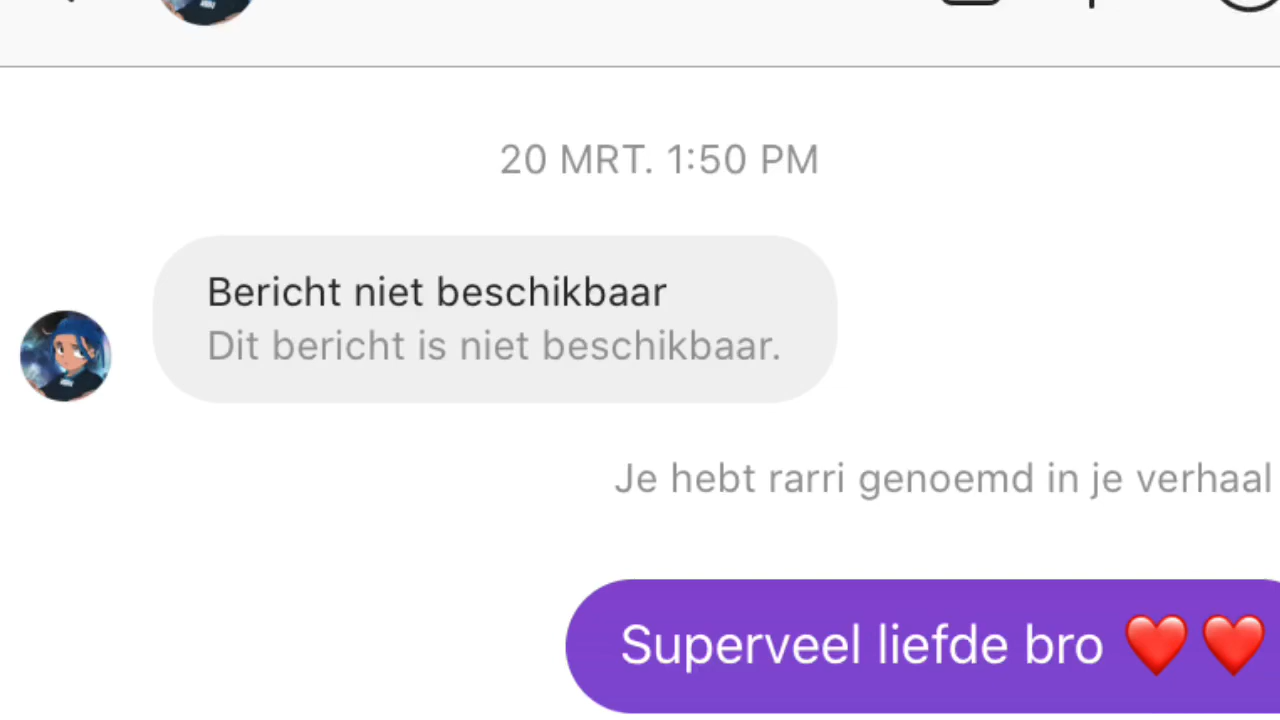 20 MRT. 1:50 PM
Bericht niet beschikbaar
Dit bericht is niet beschikbaar.
Je hebt rarri genoemd in je verhaal
Superveel liefde bro ❤️❤️